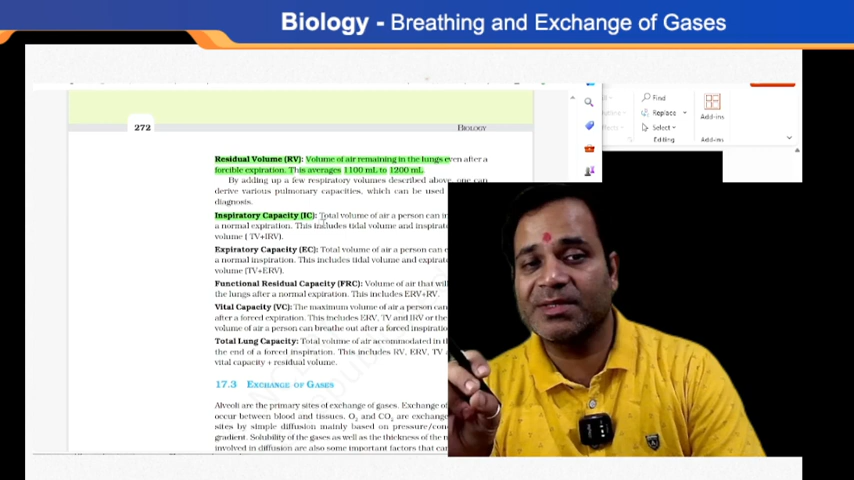 Biology - Breathing and Exchange of Gases
Find
Replace
Select
Editing
Add-ins
Add-ins
272
BIOLOGY
Residual Volume (RV): Volume of air remaining in the lungs even after a
forcible expiration. This averages 1100 mL to 1200 mL.
By adding up a few respiratory volumes described above, one can
derive various pulmonary capacities, which can be used
diagnosis.
Inspiratory Capacity (IC): Total volume of air a person can in
a normal expiration. This includes tidal volume and inspirat
volume ( TV+IRV).
Expiratory Capacity (EC): Total volume of air a person can e
a normal inspiration. This includes tidal volume and expirat
volume (TV+ERV).
Functional Residual Capacity (FRC): Volume of air that wil
the lungs after a normal expiration. This includes ERV+RV.
Vital Capacity (VC): The maximum volume of air a person can
after a forced expiration. This includes ERV, TV and IRV or the
volume of air a person can breathe out after a forced inspiratio
Total Lung Capacity: Total volume of air accommodated in
the end of a forced inspiration. This includes RV, ERV, TV
vital capacity + residual volume.
17.3 EXCHANGE OF GASES
Alveoli are the primary sites of exchange of gases. Exchange of
occur between blood and tissues. O2 and CO2 are exchange
sites by simple diffusion mainly based on pressure/con
gradient. Solubility of the gases as well as the thickness of the
involved in diffusion are also some important factors that can